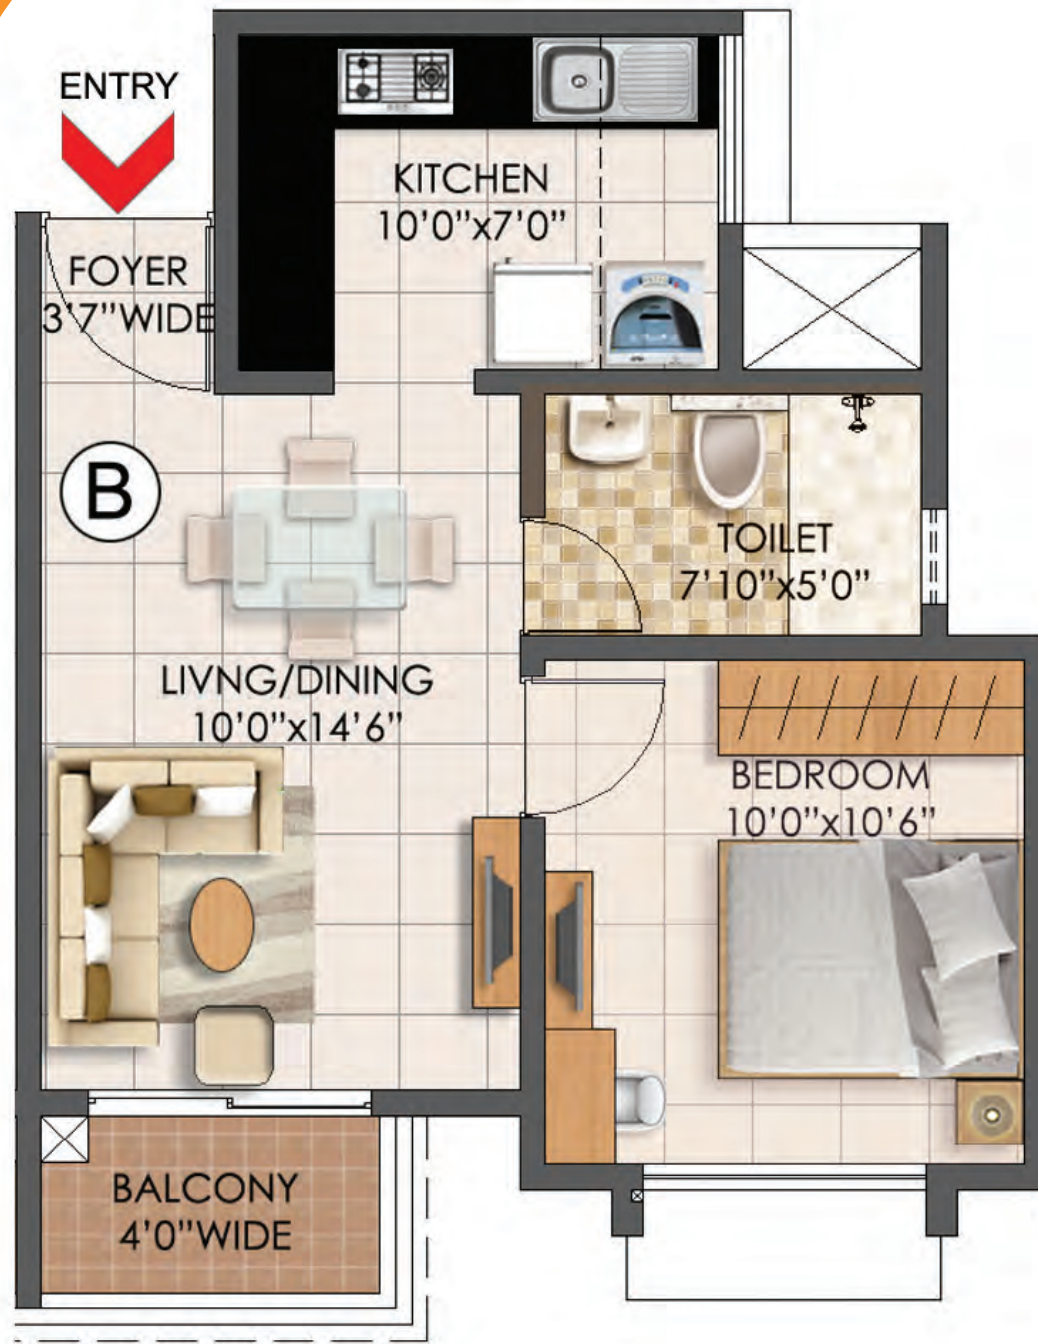 ENTRY
KITCHEN
10'0"x7'0"
FOYER
3'7"WIDE
B
TOILET
7'10"x5'0"
LIVNG/DINING
10'0"x14'6"
BEDROOM
10'0"x10'6"
BALCONY
4'0"WIDE